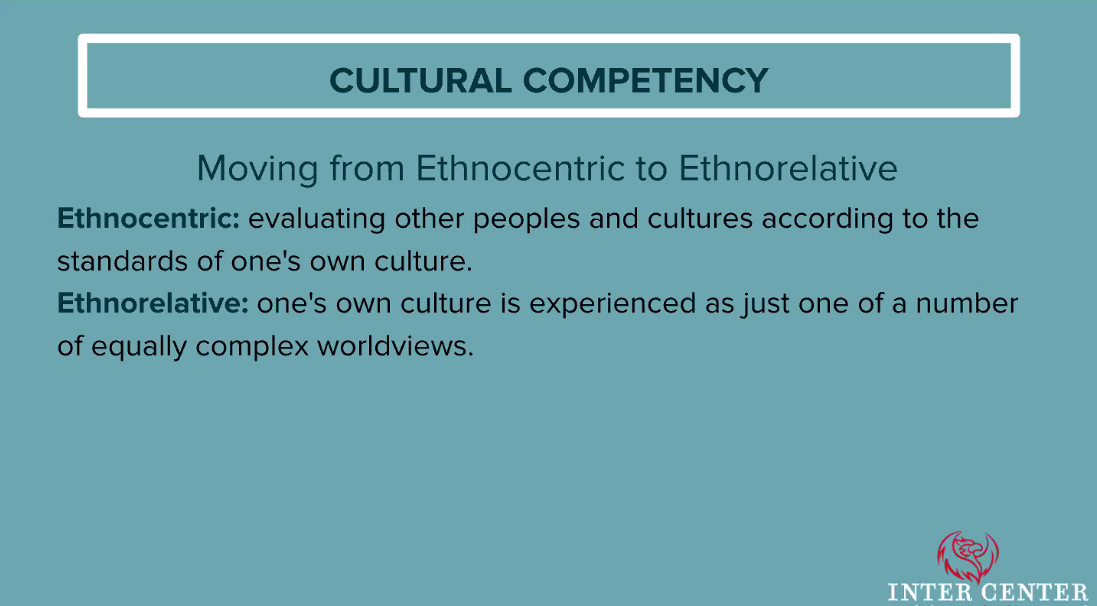 CULTURAL COMPETENCY
Moving from Ethnocentric to Ethnorelative
Ethnocentric: evaluating other peoples and cultures according to the
standards of one's own culture.
Ethnorelative: one's own culture is experienced as just one of a number
of equally complex worldviews.
INTER CENTER